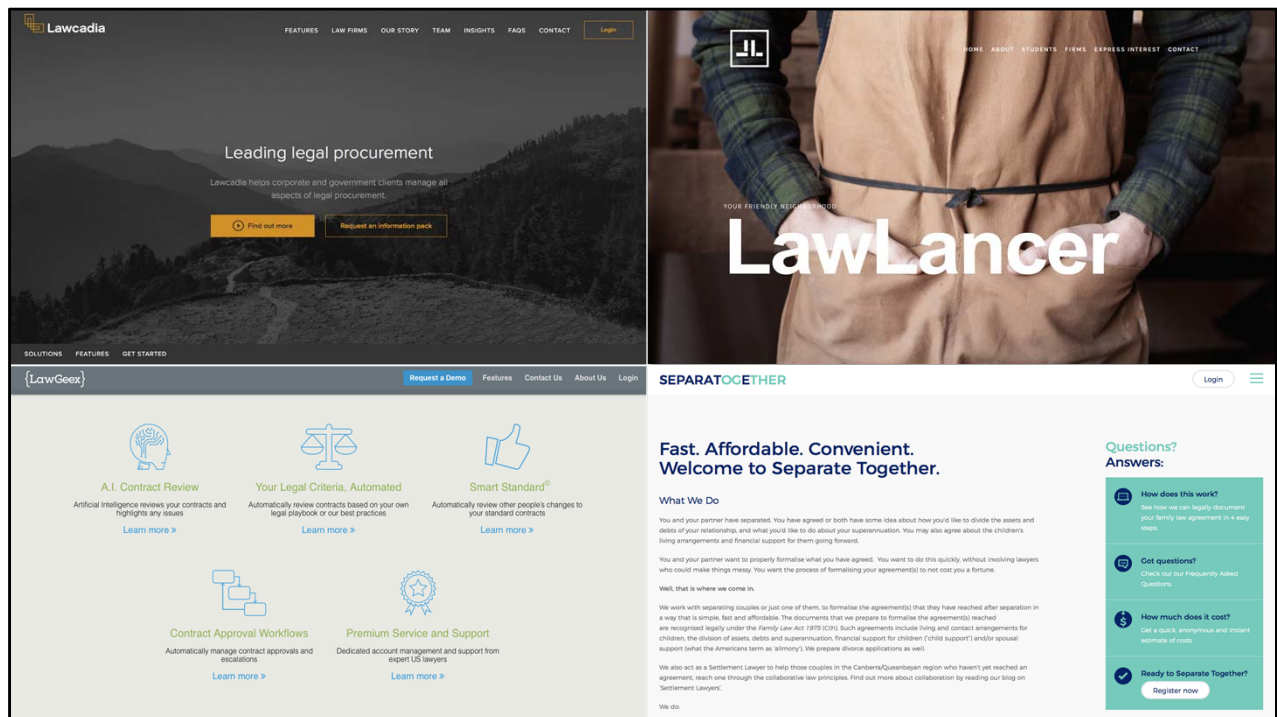 Lawcadia
FEATURES LAW FIRMS OUR STORY TEAM INSIGHTS FAQS CONTACT Login
Leading legal procurement
Lawcadia helps corporate and government clients manage all
aspects of legal procurement.
Find out more Request an information pack
SOLUTIONS FEATURES GET STARTED
HOME ABOUT STUDENTS FIRMS EXPRESS INTEREST CONTACT
YOUR FRIENDLY NEIGHBORHOOD
LawLancer
{LawGeex}
Request a Demo Features Contact Us About Us Login
A.I. Contract Review
Artificial Intelligence reviews your contracts and
highlights any issues
Learn more »
Your Legal Criteria, Automated
Automatically review contracts based on your own
legal playbook or our best practices
Learn more »
Smart Standard©
Automatically review other people's changes to
your standard contracts
Learn more »
Contract Approval Workflows
Automatically manage contract approvals and
escalations
Learn more »
Premium Service and Support
Dedicated account management and support from
expert US lawyers
Learn more »
SEPARATOGETHER
Login
Fast. Affordable. Convenient.
Welcome to Separate Together.
What We Do
You and your partner have separated. You have agreed or both have some idea about how you'd like to divide the assets and
debts of your relationship, and what you'd like to do about your superannuation. You may also agree about the children's
living arrangements and financial support for them going forward.
You and your partner want to properly formalise what you have agreed. You want to do this quickly, without involving lawyers
who could make things messy. You want the process of formalising your agreement(s) to not cost you a fortune.
Well, that is where we come in.
We work with separating couples or just one of them, to formalise the agreement(s) that they have reached after separation in
a way that is simple, fast and affordable. The documents that we prepare to formalise the agreement(s) reached
are recognised legally under the Family Law Act 1975 (Cth). Such agreements include living and contact arrangements for
children, the division of assets, debts and superannuation, financial support for children ("child support") and/or spousal
support (what the Americans term as 'alimony'). We prepare divorce applications as well.
We also act as a Settlement Lawyer to help those couples in the Canberra/Queanbeyan region who haven't yet reached an
agreement, reach one through the collaborative law principles. Find out more about collaboration by reading our blog on
'Settlement Lawyers'.
We do:
Questions?
Answers:
How does this work?
See how we can legally document
your family law agreement in 4 easy
steps.
Got questions?
Check our our Frequently Asked
Questions.
How much does it cost?
Get a quick, anonymous and instant
estimate of costs.
Ready to Separate Together?
Register now